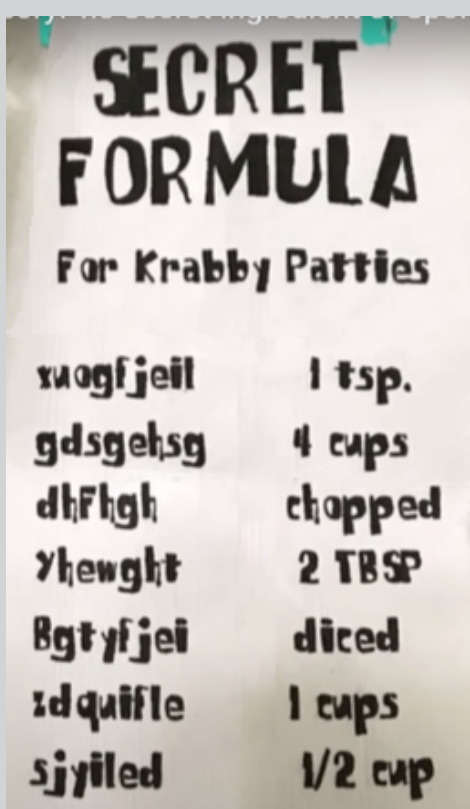 SECRET
FORMULA
For Krabby Patties
xuogfjeil 1 tsp.
gdsgehsg 4 cups
dhFhgh chopped
Yhewght 2 TBSP
Bgtyfjei diced
zdquifle 1 cups
sjyiled 1/2 cup